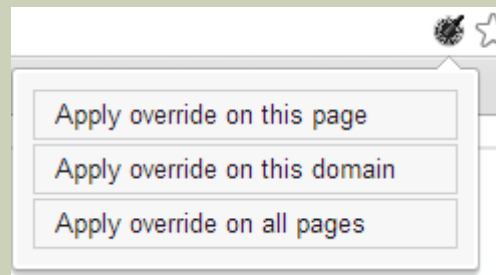 Apply override on this page
Apply override on this domain
Apply override on all pages